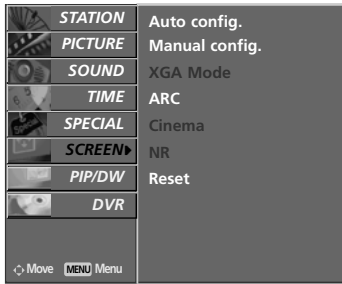 STATION
PICTURE
SOUND
TIME
SPECIAL
SCREEN
PIP/DW
DVR
Auto config.
Manual config.
XGA Mode
ARC
Cinema
NR
Reset
Move MENU Menu